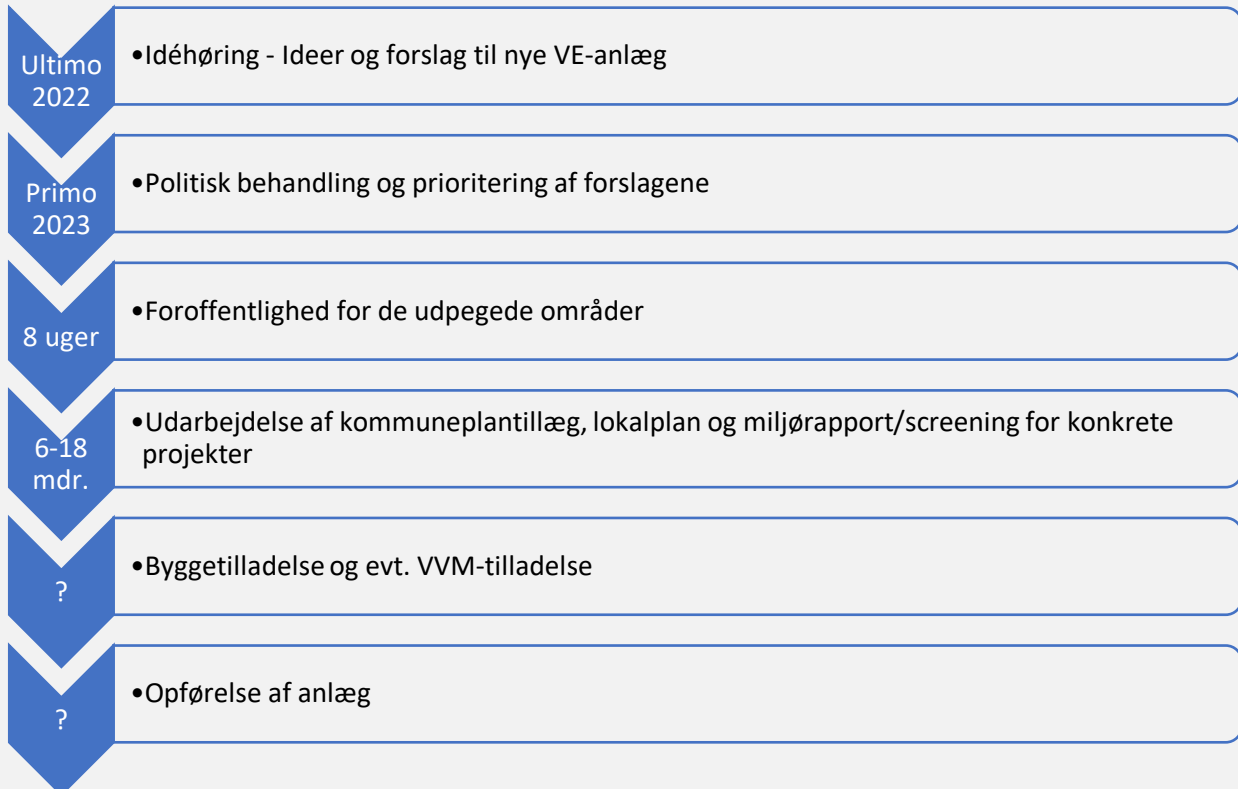 Ultimo
2022
•Idéhøring - Ideer og forslag til nye VE-anlæg
Primo
2023
•Politisk behandling og prioritering af forslagene
8 uger
•Foroffentlighed for de udpegede områder
6-18
mdr.
•Udarbejdelse af kommuneplantillæg, lokalplan og miljørapport/screening for konkrete
projekter
?
•Byggetilladelse og evt. VVM-tilladelse
?
•Opførelse af anlæg